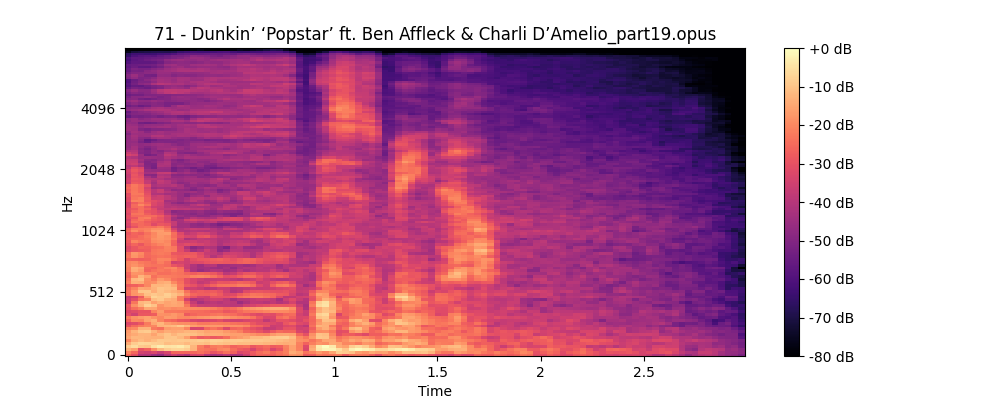 71 - Dunkin’ ‘Popstar’ ft. Ben Affleck & Charli D’Amelio_part19.opus
Hz
4096
2048
1024
512
0
0
0.5
1
1.5
2
2.5
Time
+0 dB
-10 dB
-20 dB
-30 dB
-40 dB
-50 dB
-60 dB
-70 dB
-80 dB